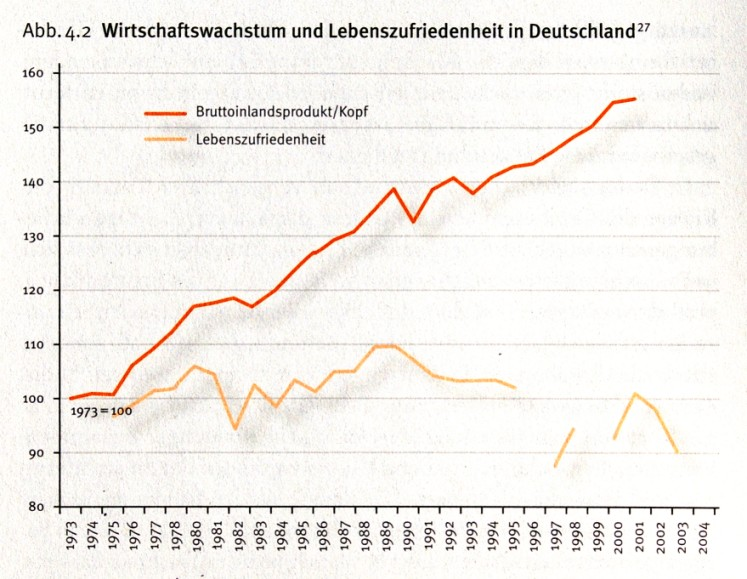 Abb. 4.2 Wirtschaftswachstum und Lebenszufriedenheit in Deutschland27
160
Bruttoinlandsprodukt/Kopf
150
Lebenszufriedenheit
140
130
120
110
100
1973 = 100
90
80
1973 1974 1975 1976 1977 1978 1980 1981 1982 1983 1984 1985 1986 1987 1988 1989 1990 1991 1992 1993 1994 1995 1996 1997 1998 1999 2000 2001 2002 2003 2004